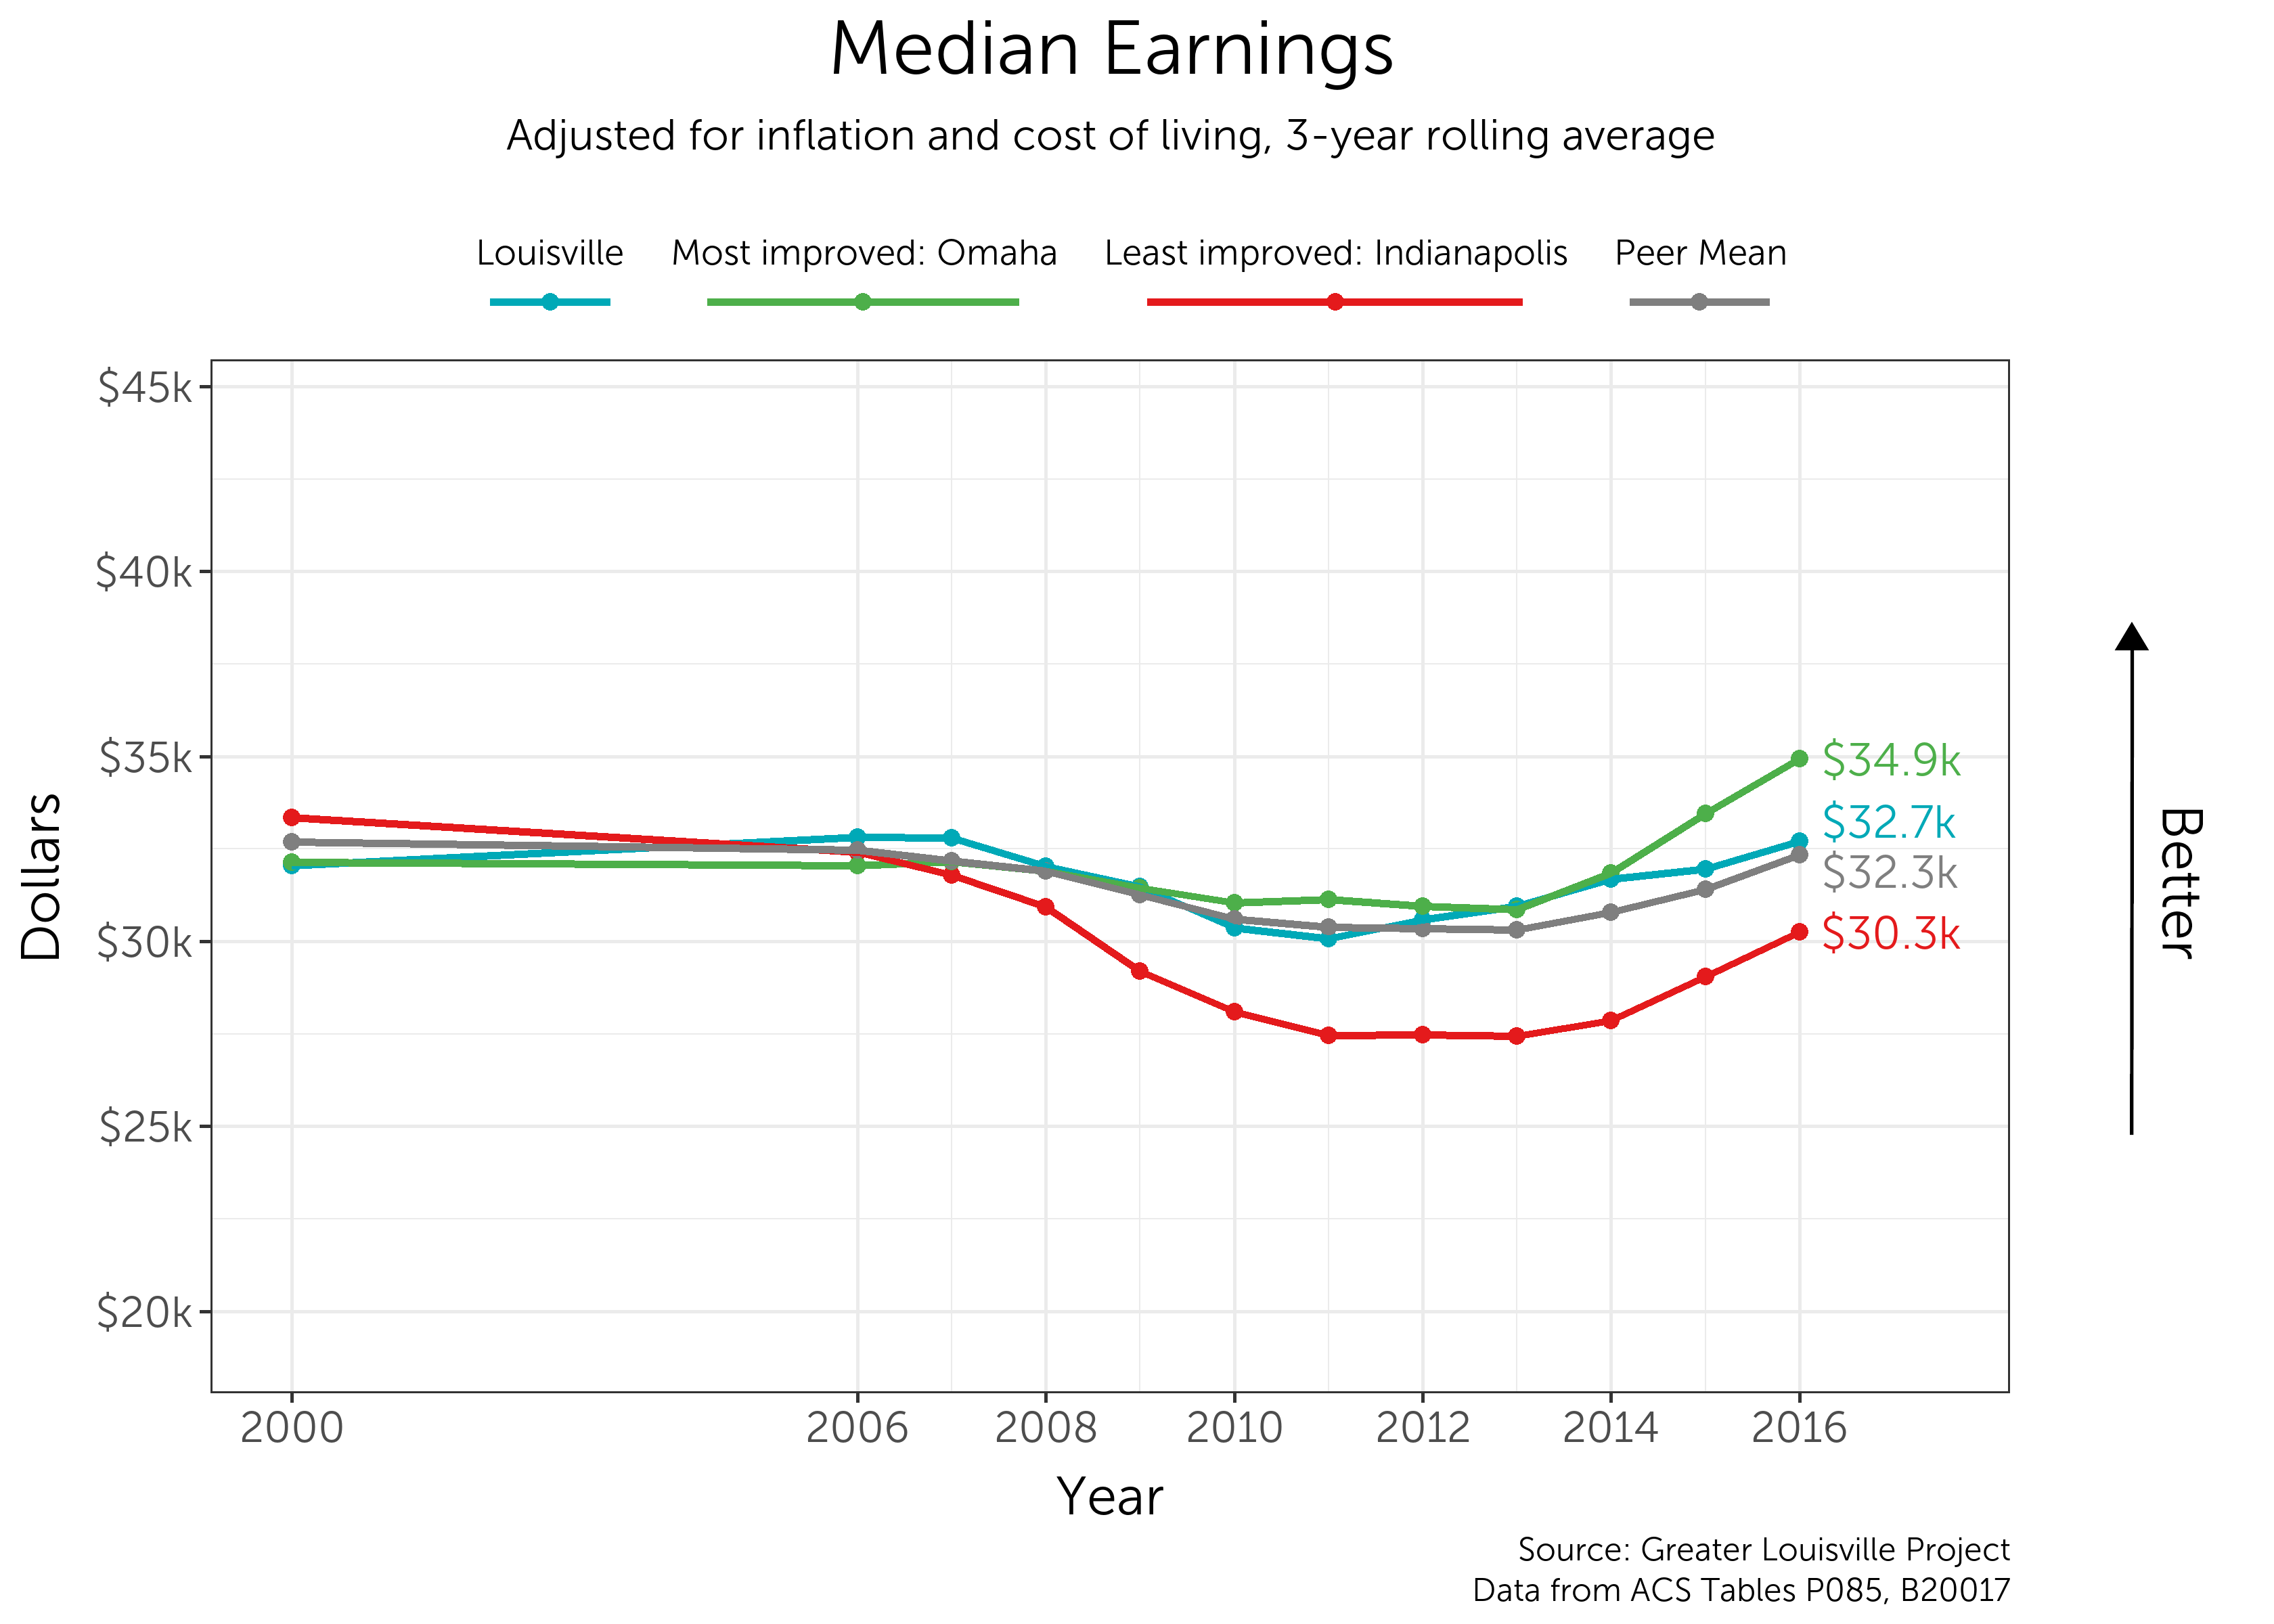 Median Earnings
Adjusted for inflation and cost of living, 3-year rolling average
Louisville Most improved: Omaha Least improved: Indianapolis Peer Mean
$45k
$40k
$35k
$30k
$25k
$20k
Dollars
$34.9k
$32.7k
$32.3k
$30.3k
Better
2000 2006 2008 2010 2012 2014 2016
Year
Source: Greater Louisville Project
Data from ACS Tables P085, B20017